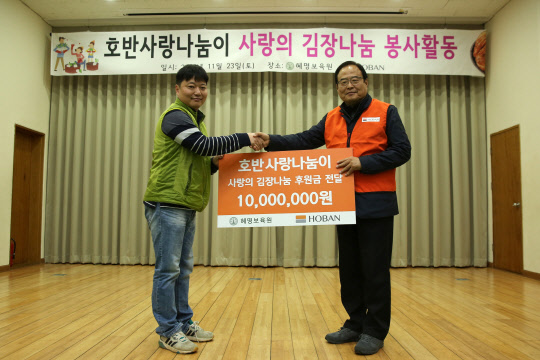 호반사랑나눔이 사랑의 김장나눔 봉사활동
일시: 11월 23일(토) 장소: 혜명보육원 HOBAN
호반사랑나눔이
사랑의 김장나눔 후원금 전달
10,000,000원
혜명보육원 HOBAN